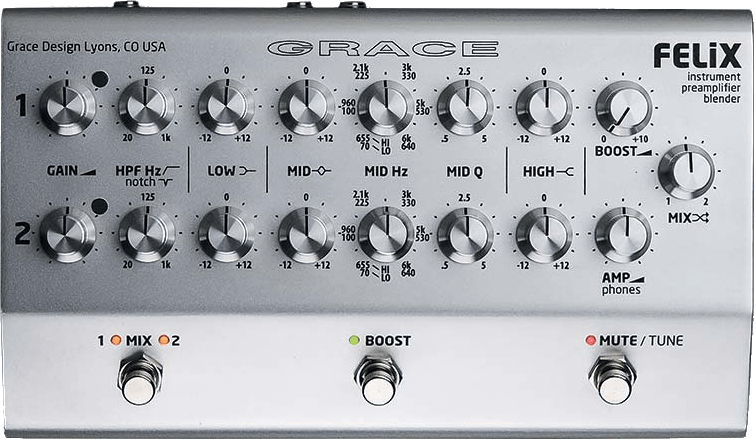 Grace Design Lyons, CO USA
GRACE
FELiX
instrument
preamplifier
blender
1
125
20 1k
0
-12 +12
0
-12 +12
2.1k 3k
225 330
960 5k
100 530
655 HI 6k
70 LO 640
2.5
.5 5
0
-12 +12
0 +10
BOOST
GAIN
HPF Hz
notch
LOW
MID
MID Hz
MID Q
HIGH
1 2
MIX
2
125
20 1k
0
-12 +12
0
-12 +12
2.1k 3k
225 330
960 5k
100 530
655 HI 6k
70 LO 640
2.5
.5 5
0
-12 +12
AMP
phones
1 MIX 2
BOOST
MUTE / TUNE